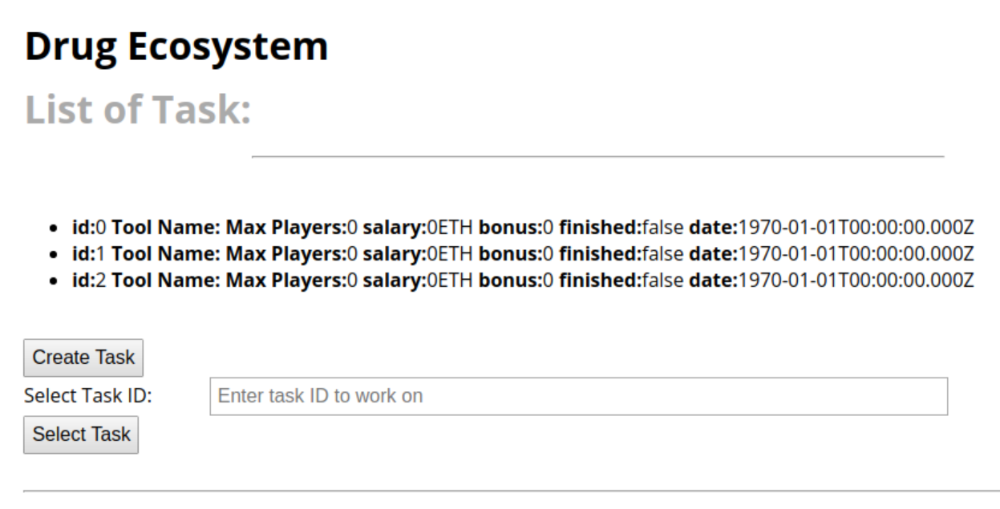 Drug Ecosystem
List of Task:
• id:0 Tool Name: Max Players:0 salary:0ETH bonus:0 finished:false date:1970-01-01T00:00:00.000Z
• id:1 Tool Name: Max Players:0 salary:0ETH bonus:0 finished:false date:1970-01-01T00:00:00.000Z
• id:2 Tool Name: Max Players:0 salary:0ETH bonus:0 finished:false date:1970-01-01T00:00:00.000Z
Create Task
Select Task ID: Enter task ID to work on
Select Task